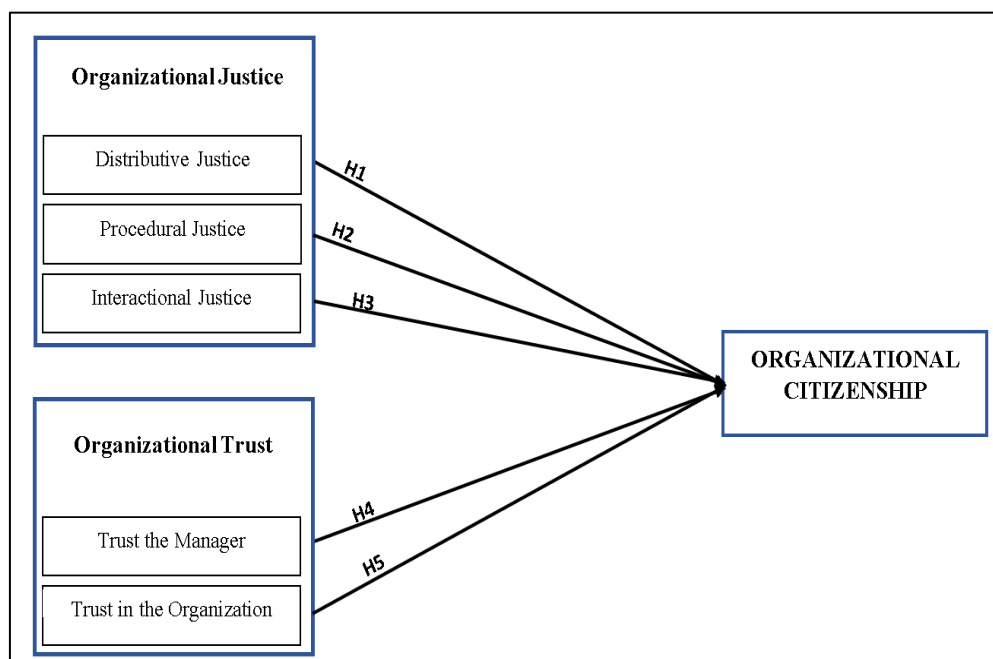 Organizational Justice
Distributive Justice
Procedural Justice
Interactional Justice
H1
H2
H3
ORGANIZATIONAL
CITIZENSHIP
Organizational Trust
Trust the Manager
Trust in the Organization
H4
H5